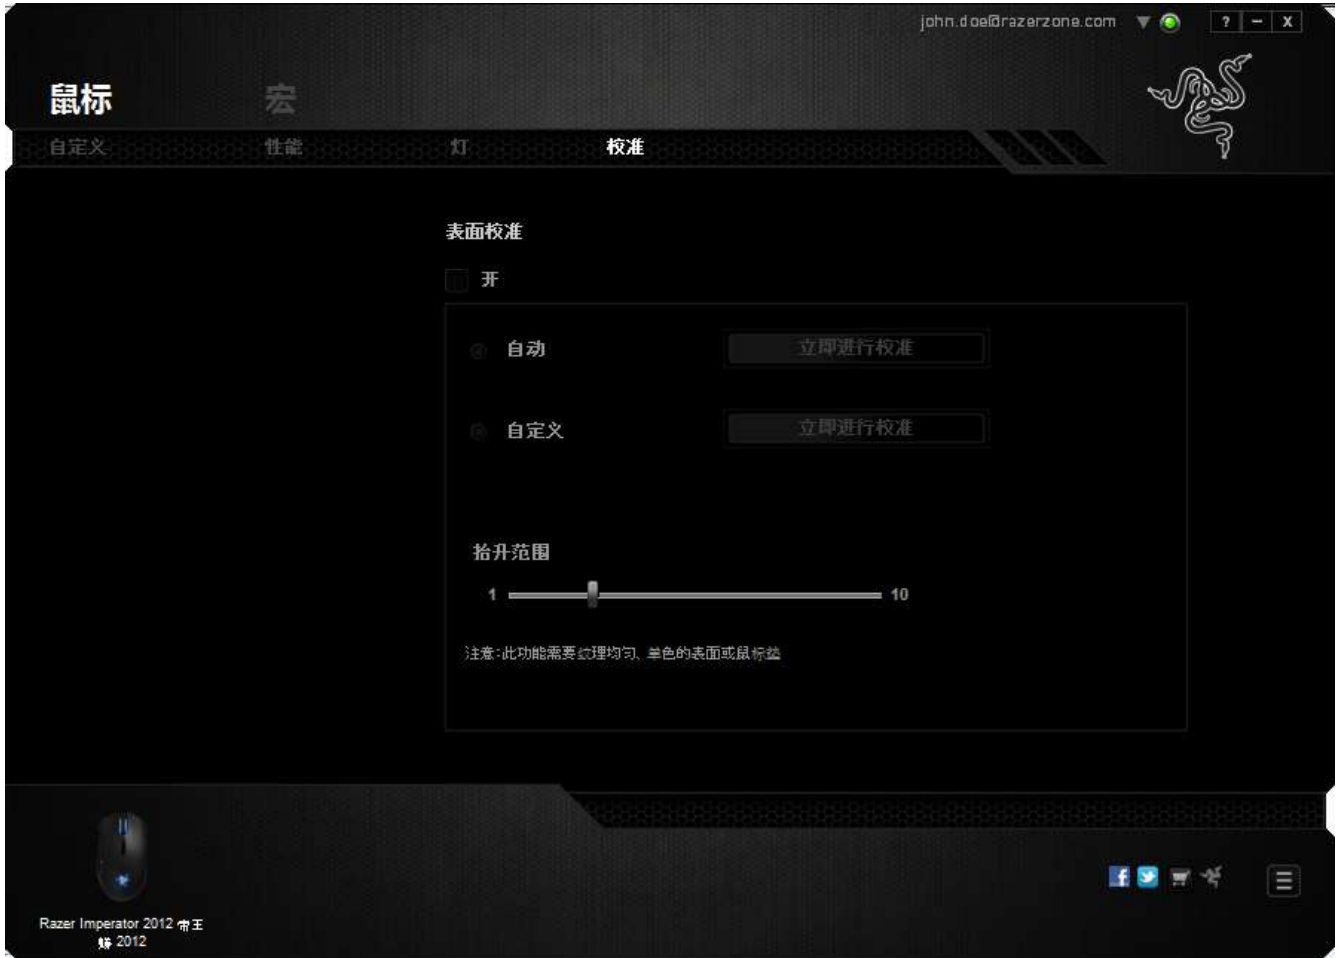 john.doe@razerzone.com
? − X
鼠标 宏
自定义 性能 灯 校准
表面校准
开
自动 立即进行校准
自定义 立即进行校准
抬升范围
1 10
注意：此功能需要纹理均匀、单色的表面或鼠标垫
Razer Imperator 2012 帝王
蟒 2012